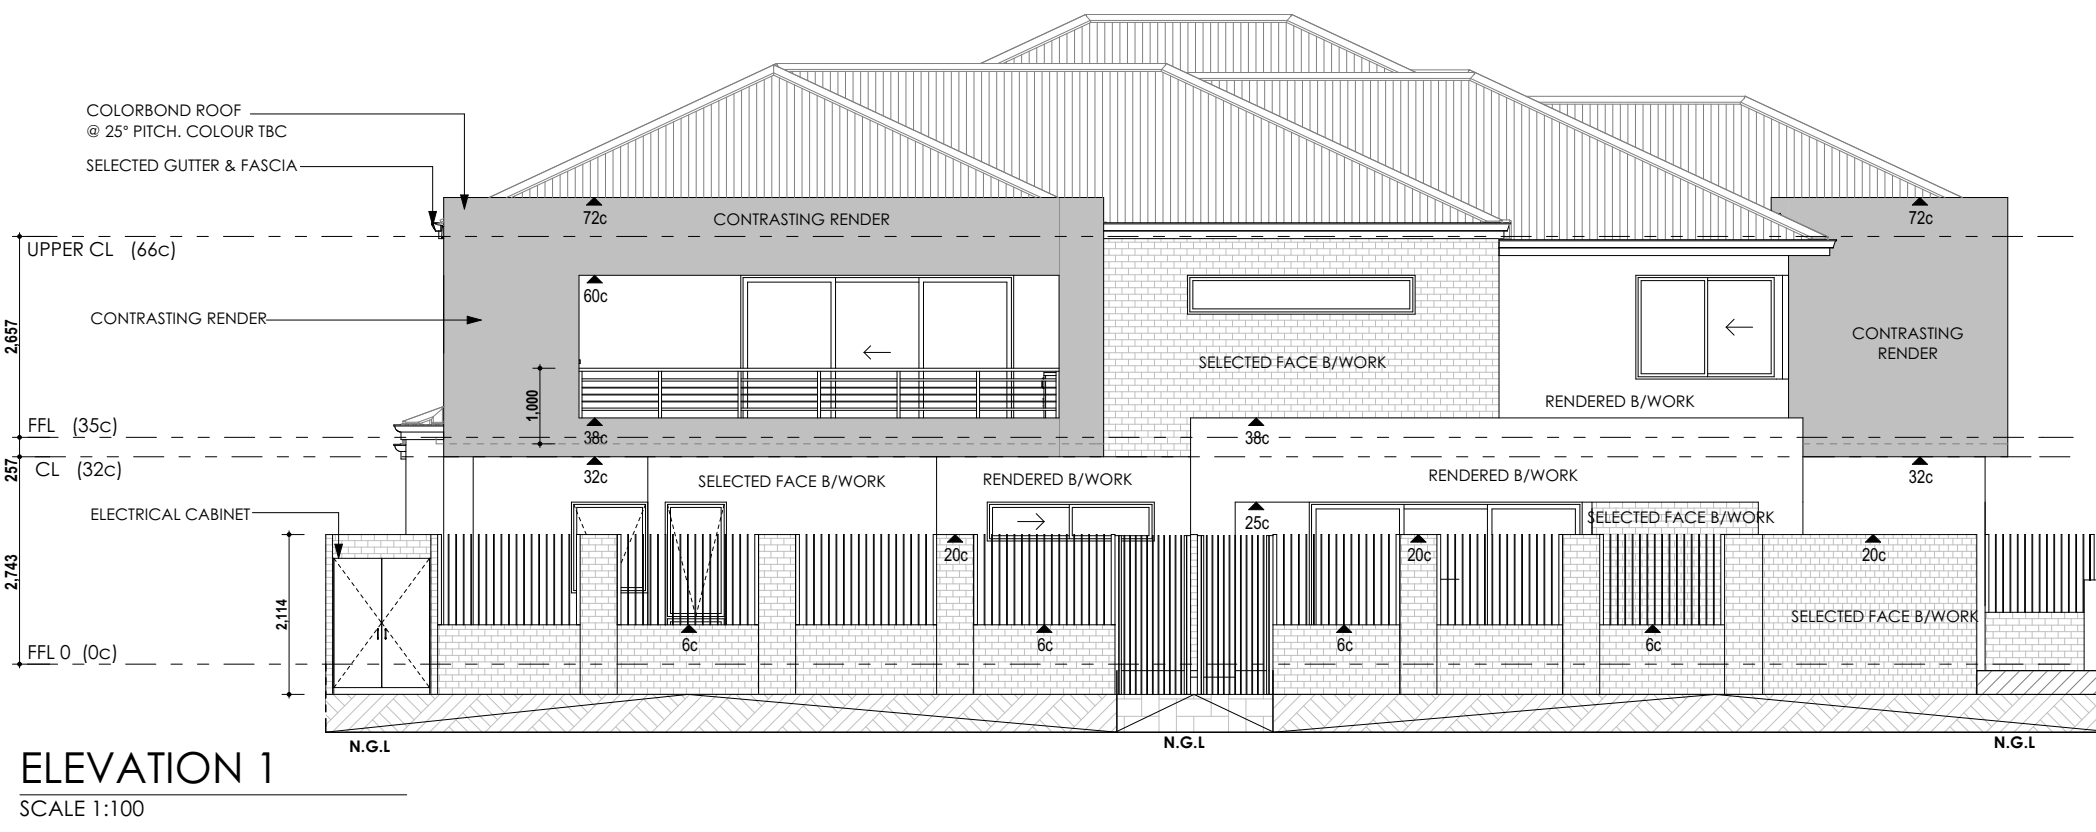 COLORBOND ROOF
@ 25° PITCH. COLOUR TBC
SELECTED GUTTER & FASCIA
72c
CONTRASTING RENDER
72c
UPPER CL (66c)
60c
CONTRASTING RENDER
2,657
CONTRASTING
RENDER
SELECTED FACE B/WORK
1,000
RENDERED B/WORK
FFL (35c)
38c
38c
257
CL (32c)
32c
SELECTED FACE B/WORK
RENDERED B/WORK
RENDERED B/WORK
32c
ELECTRICAL CABINET
25c
SELECTED FACE B/WORK
20c
20c
20c
2,743
2,114
SELECTED FACE B/WORK
6c
6c
6c
6c
FFL 0 (0c)
N.G.L
N.G.L
N.G.L
ELEVATION 1
SCALE 1:100